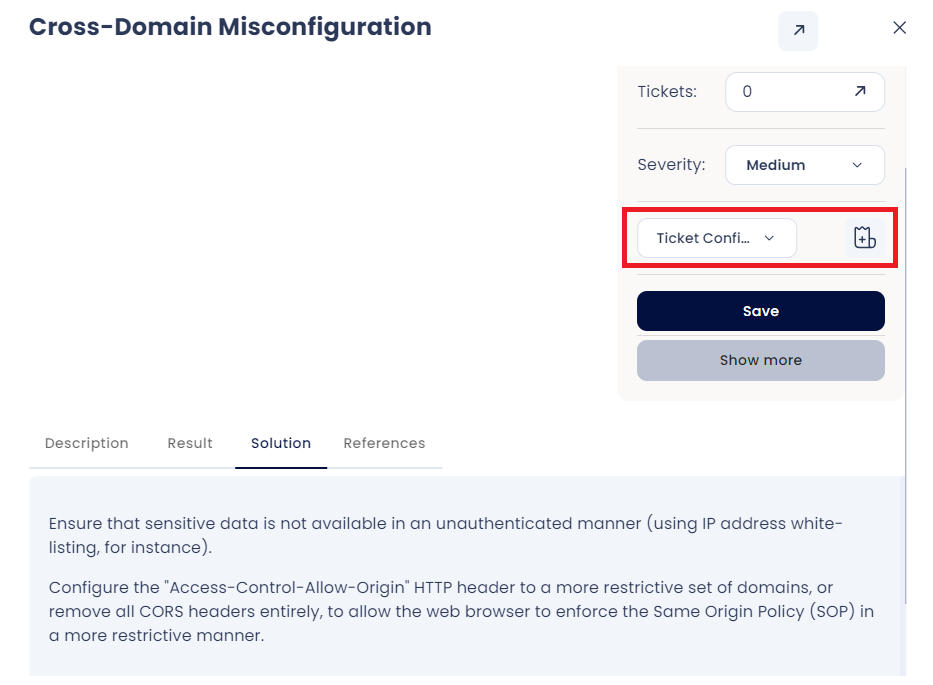 Cross-Domain Misconfiguration
Tickets:
0
Severity:
Medium
Ticket Confi...
Save
Show more
Description
Result
Solution
References
Ensure that sensitive data is not available in an unauthenticated manner (using IP address white-
listing, for instance).
Configure the "Access-Control-Allow-Origin" HTTP header to a more restrictive set of domains, or
remove all CORS headers entirely, to allow the web browser to enforce the Same Origin Policy (SOP) in
a more restrictive manner.